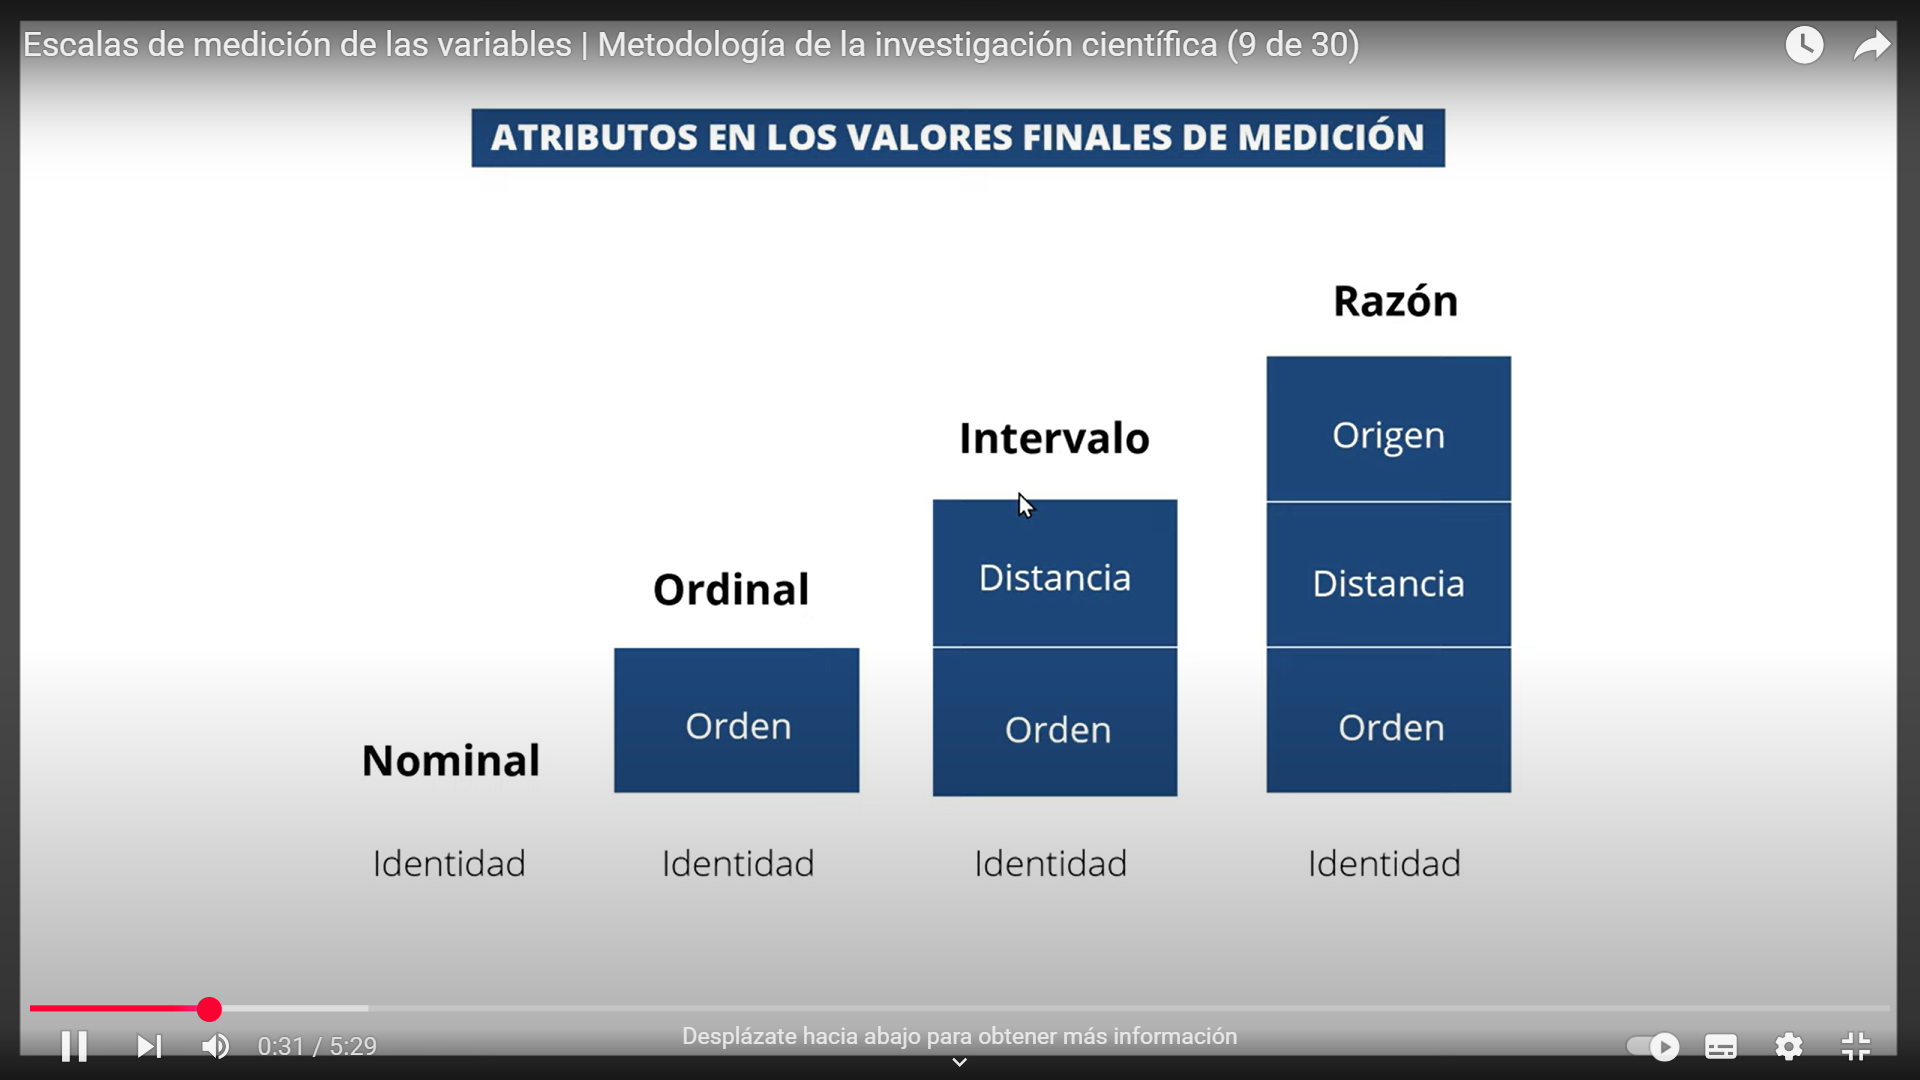 Escalas de medición de las variables | Metodología de la investigación científica (9 de 30)
ATRIBUTOS EN LOS VALORES FINALES DE MEDICIÓN
Razón
Origen
Intervalo
Distancia
Distancia
Ordinal
Orden
Orden
Orden
Nominal
Identidad
Identidad
Identidad
Identidad
Desplázate hacia abajo para obtener más información
0:31 / 5:29